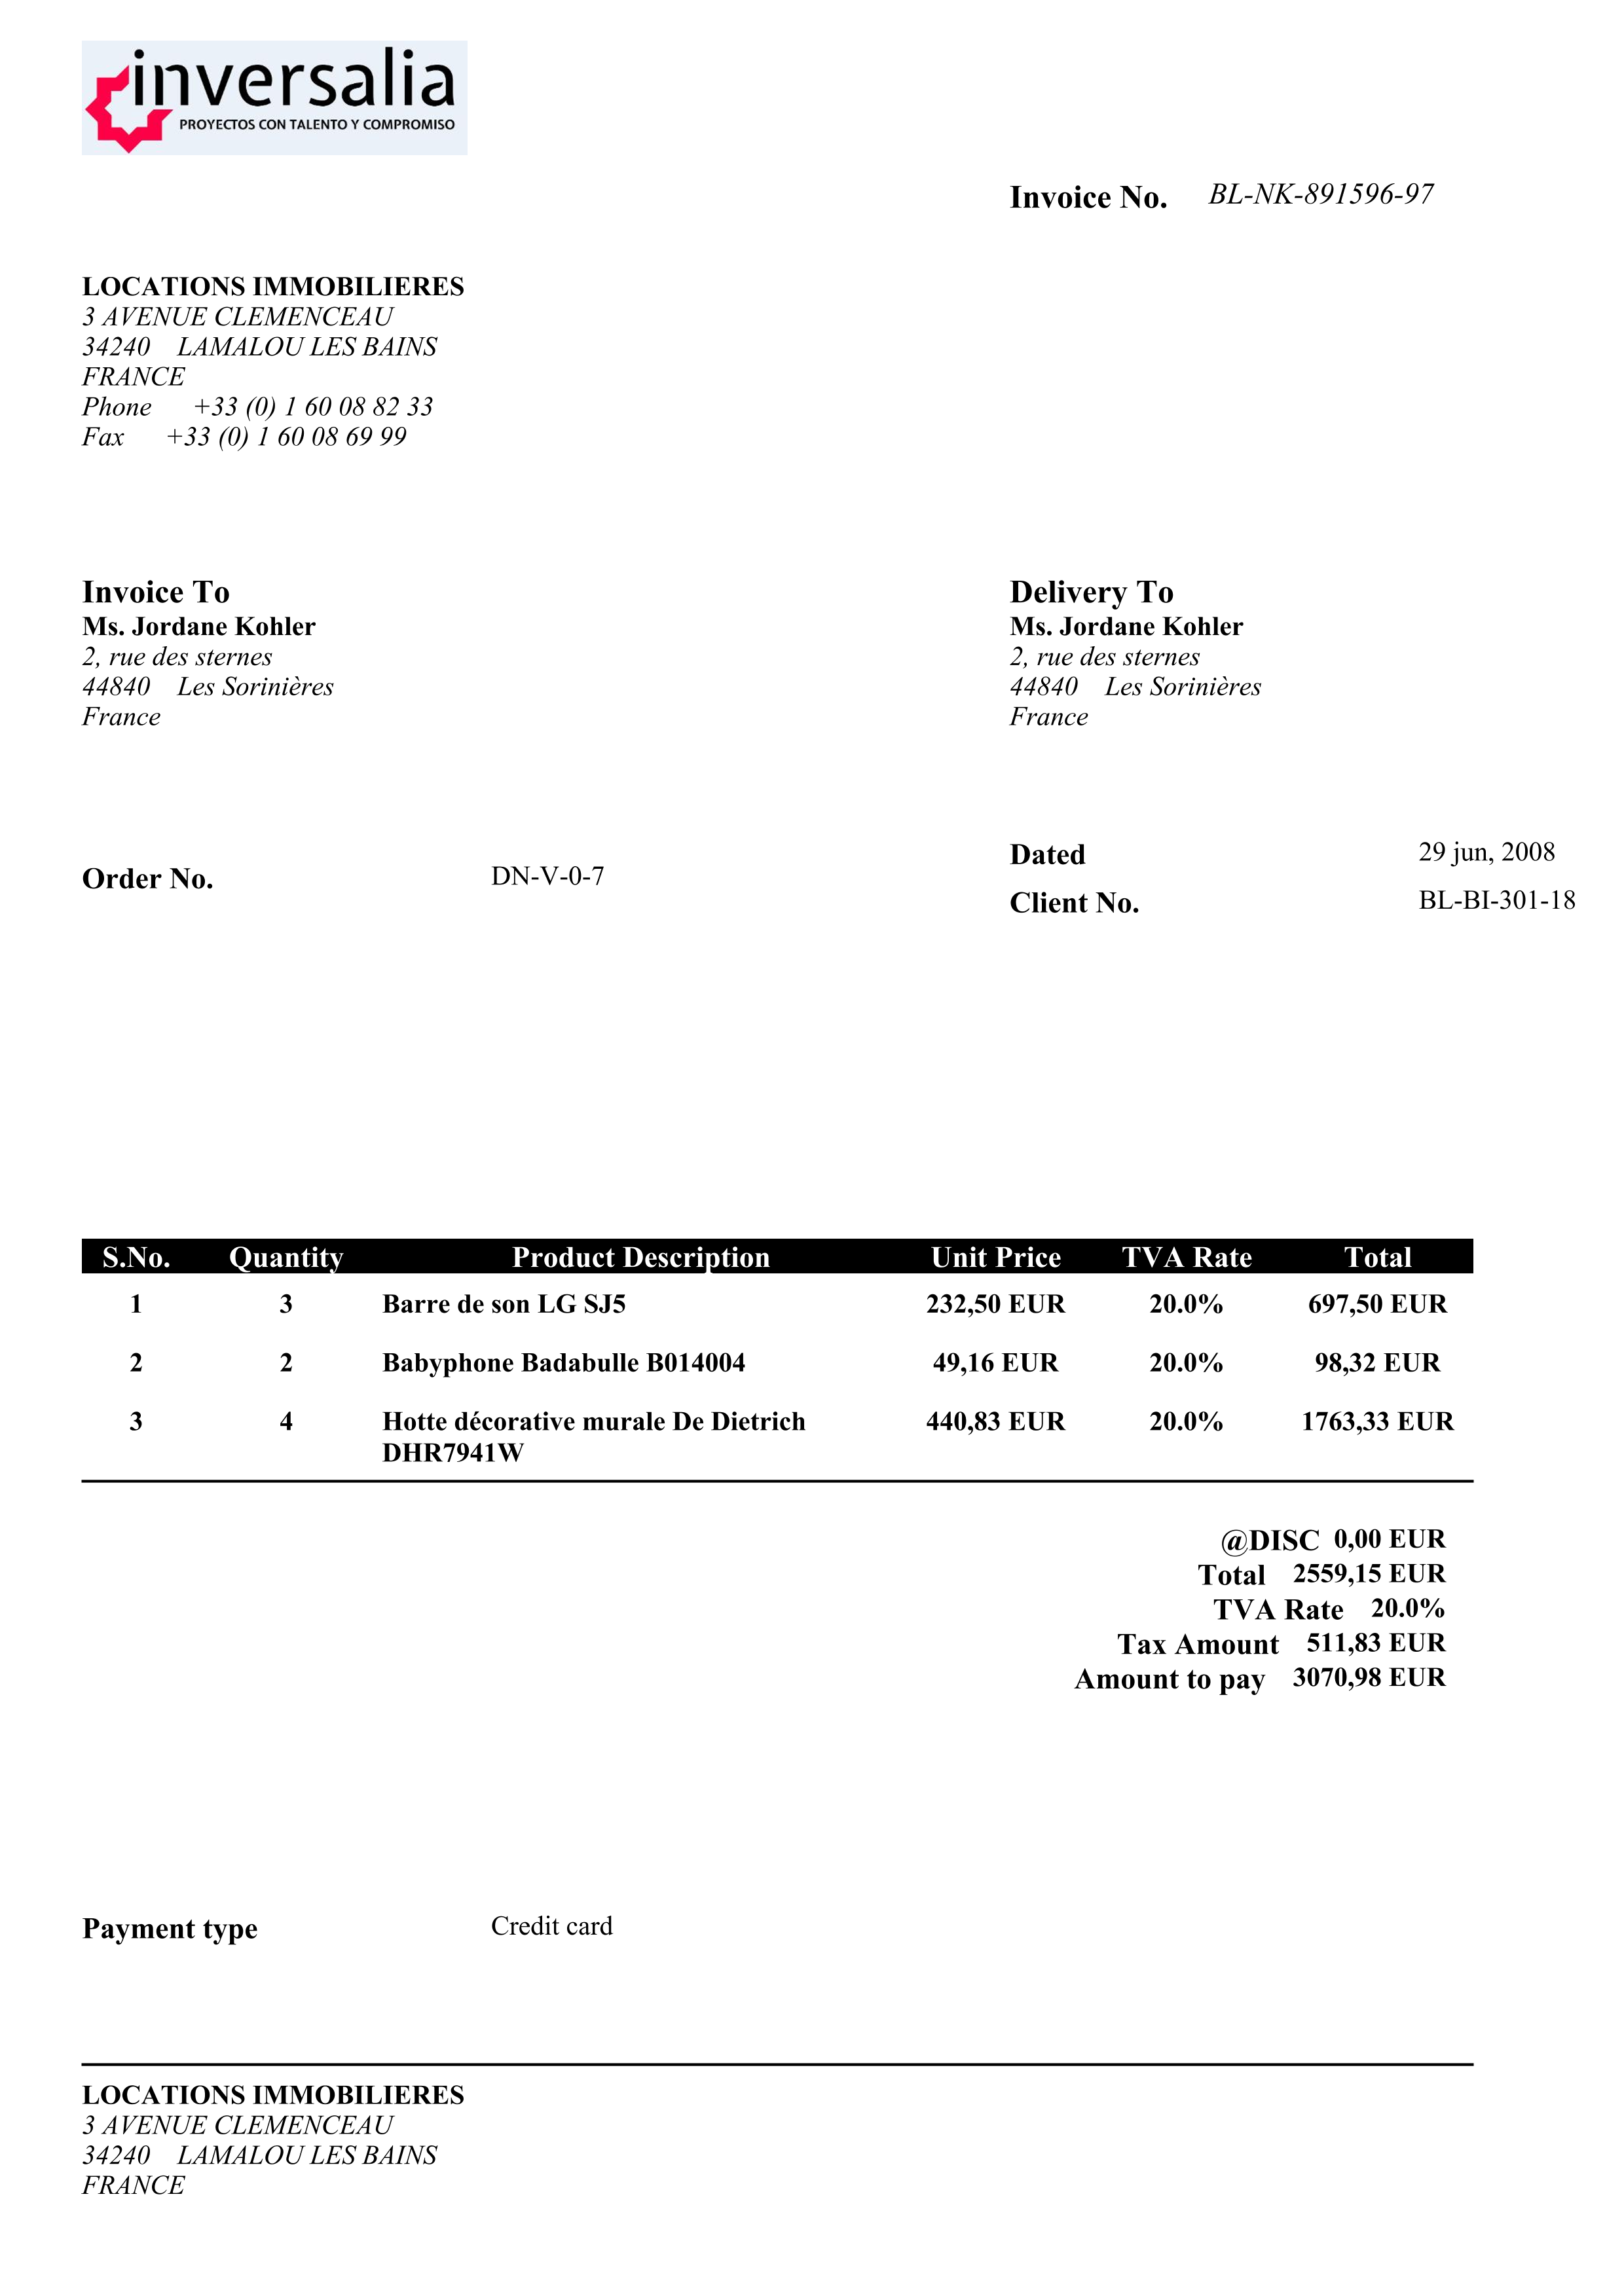 inversalia
PROYECTOS CON TALENTO Y COMPROMISO
Invoice No. BL-NK-891596-97
LOCATIONS IMMOBILIERES
3 AVENUE CLEMENCEAU
34240 LAMALOU LES BAINS
FRANCE
Phone +33 (0) 1 60 08 82 33
Fax +33 (0) 1 60 08 69 99
Invoice To
Ms. Jordane Kohler
2, rue des sternes
44840 Les Sorinières
France
Delivery To
Ms. Jordane Kohler
2, rue des sternes
44840 Les Sorinières
France
Order No. DN-V-0-7
Dated 29 jun, 2008
Client No. BL-BI-301-18
S.No. Quantity Product Description Unit Price TVA Rate Total
1 3 Barre de son LG SJ5 232,50 EUR 20.0% 697,50 EUR
2 2 Babyphone Badabulle B014004 49,16 EUR 20.0% 98,32 EUR
3 4 Hotte décorative murale De Dietrich 440,83 EUR 20.0% 1763,33 EUR
DHR7941W
@DISC 0,00 EUR
Total 2559,15 EUR
TVA Rate 20.0%
Tax Amount 511,83 EUR
Amount to pay 3070,98 EUR
Payment type Credit card
LOCATIONS IMMOBILIERES
3 AVENUE CLEMENCEAU
34240 LAMALOU LES BAINS
FRANCE